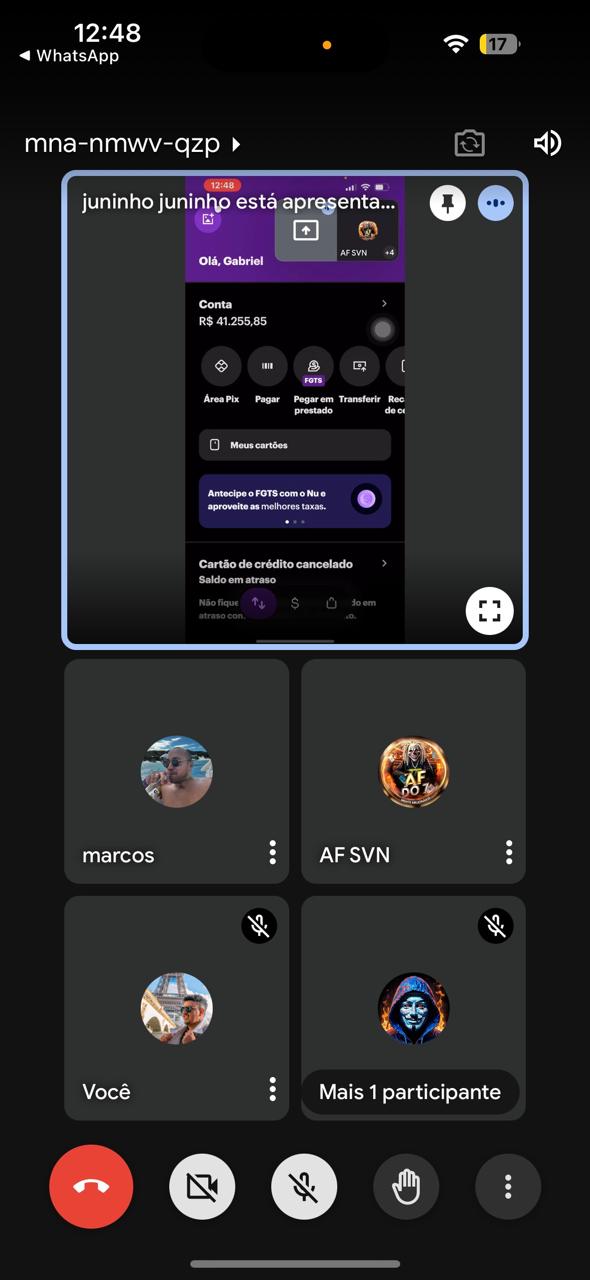 12:48
17
◀ WhatsApp
mna-nmwv-qzp
12:48
juninho juninho está apresenta...
AF SVN
+4
Olá, Gabriel
Conta
R$ 41.255,85
FGTS
Área Pix
Pagar
Pegar em
prestado
Transferir
Rec
de ce
Meus cartões
Antecipe o FGTS com o Nu e
aproveite as melhores taxas.
Cartão de crédito cancelado
Saldo em atraso
Não fique
do em
atraso con
o.
marcos
AF
DO 7
AF SVN
Você
Mais 1 participante